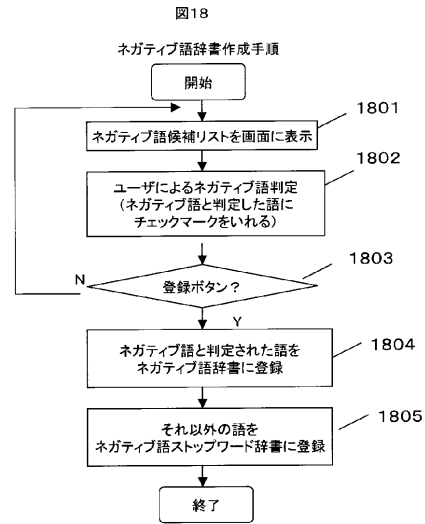 図18
ネガティブ語辞書作成手順
開始
1801
ネガティブ語候補リストを画面に表示
1802
ユーザによるネガティブ語判定
(ネガティブ語と判定した語に
チェックマークをいれる)
1803
N
登録ボタン?
Y
1804
ネガティブ語と判定された語を
ネガティブ語辞書に登録
1805
それ以外の語を
ネガティブ語ストップワード辞書に登録
終了